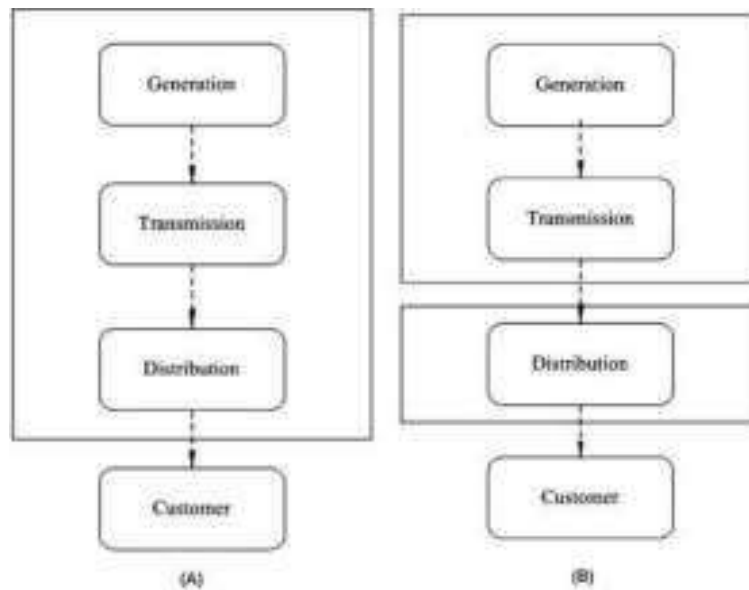 Generation
Transmission
Distribution
Customer
(A)
Generation
Transmission
Distribution
Customer
(B)